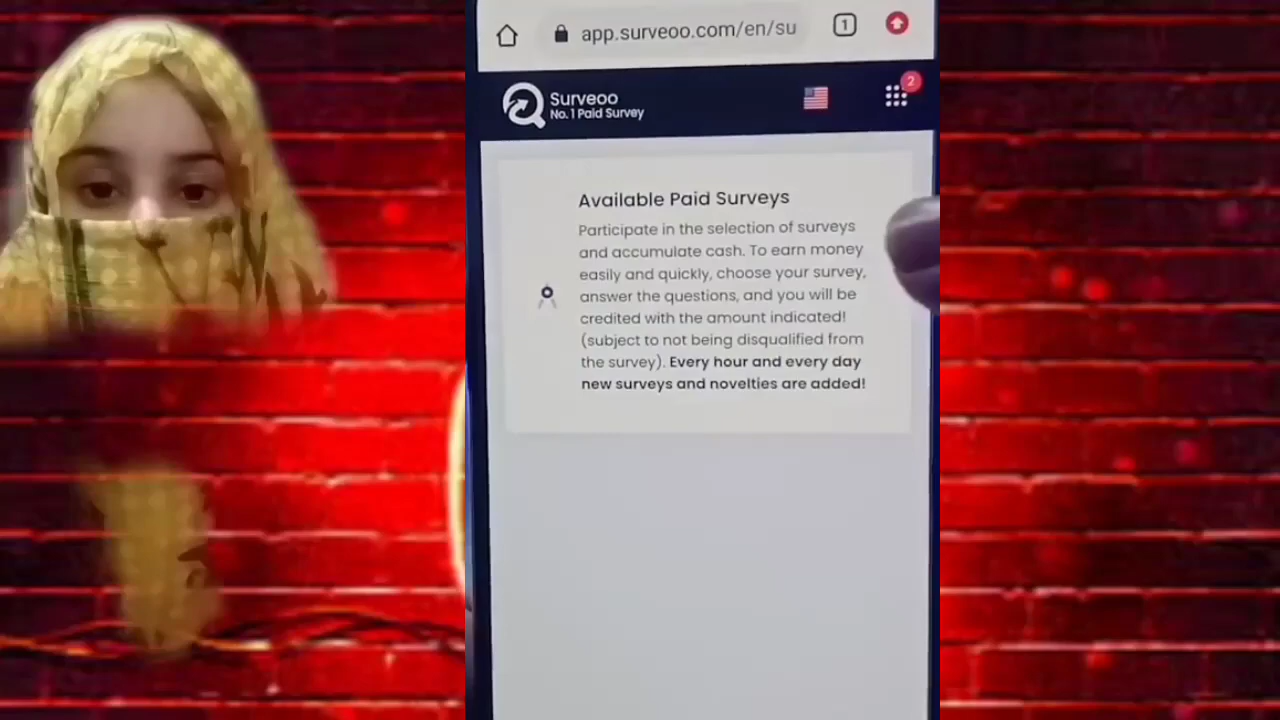 app.surveoo.com/en/su
1
Surveoo
No. 1 Paid Survey
2
Available Paid Surveys
Participate in the selection of surveys
and accumulate cash. To earn money
easily and quickly, choose your survey,
answer the questions, and you will be
credited with the amount indicated!
(subject to not being disqualified from
the survey). Every hour and every day
new surveys and novelties are added!